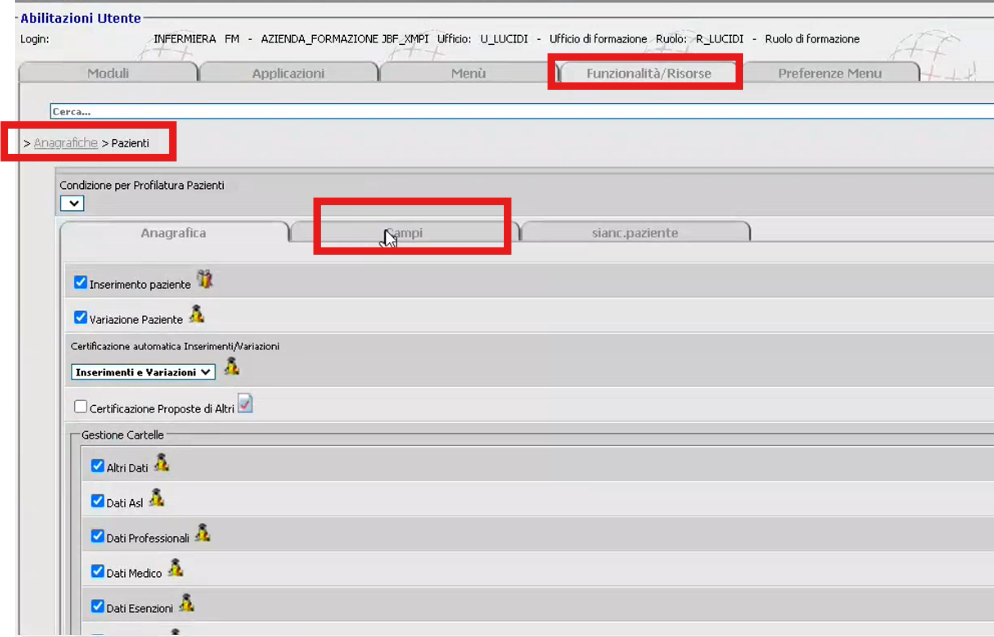 Abilitazioni Utente
Login: INFERMIERA FM - AZIENDA_FORMAZIONE JBF_XMPI Ufficio: U_LUCIDI - Ufficio di formazione Ruolo: R_LUCIDI - Ruolo di formazione
Moduli Applicazioni Menù Funzionalità/Risorse Preferenze Menu
Cerca...
> Anagrafiche > Pazienti
Condizione per Profilatura Pazienti
Anagrafica Campi sianc.paziente
Inserimento paziente
Variazione Paziente
Certificazione automatica Inserimenti/Variazioni
Inserimenti e Variazioni
Certificazione Proposte di Altri
Gestione Cartelle
Altri Dati
Dati Asl
Dati Professionali
Dati Medico
Dati Esenzioni